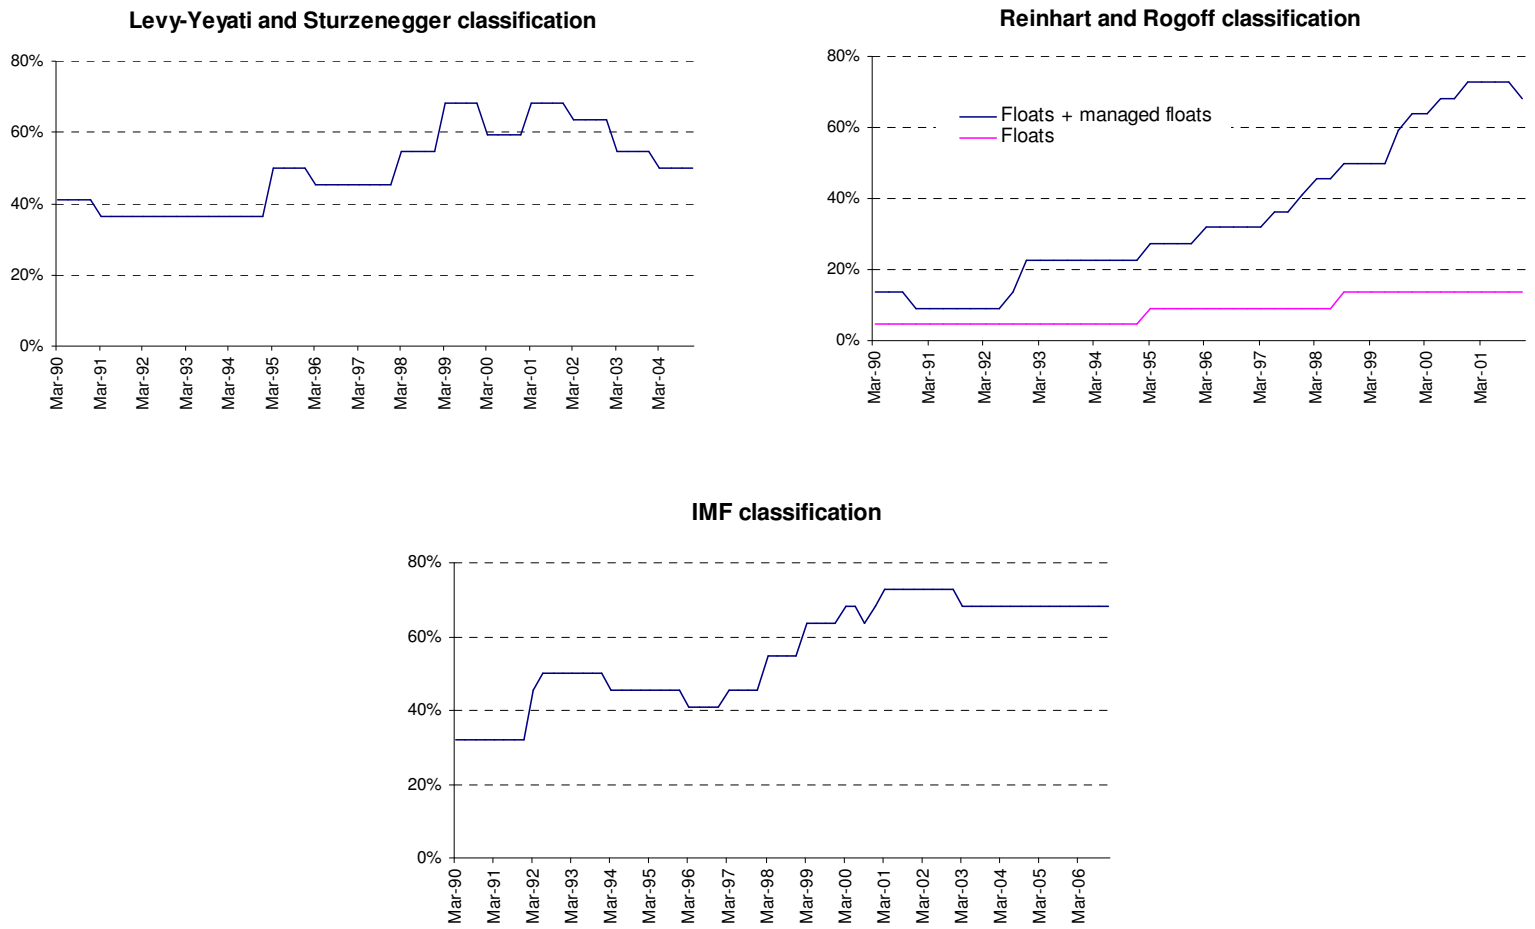 Levy-Yeyati and Sturzenegger classification
80%
60%
40%
20%
0%
Mar-90
Mar-91
Mar-92
Mar-93
Mar-94
Mar-95
Mar-96
Mar-97
Mar-98
Mar-99
Mar-00
Mar-01
Mar-02
Mar-03
Mar-04
Reinhart and Rogoff classification
80%
60%
40%
20%
0%
Floats + managed floats
Floats
Mar-90
Mar-91
Mar-92
Mar-93
Mar-94
Mar-95
Mar-96
Mar-97
Mar-98
Mar-99
Mar-00
Mar-01
IMF classification
80%
60%
40%
20%
0%
Mar-90
Mar-91
Mar-92
Mar-93
Mar-94
Mar-95
Mar-96
Mar-97
Mar-98
Mar-99
Mar-00
Mar-01
Mar-02
Mar-03
Mar-04
Mar-05
Mar-06